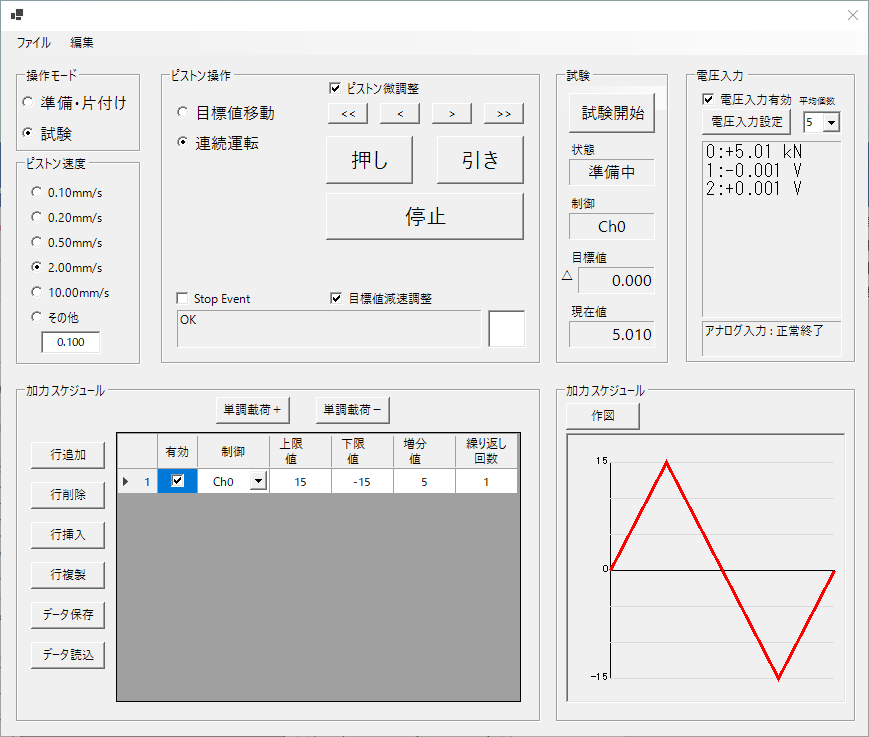 ファイル 編集
操作モード
準備・片付け
試験
ピストン速度
0.10mm/s
0.20mm/s
0.50mm/s
2.00mm/s
10.00mm/s
その他
0.100
ピストン操作
ピストン微調整
目標値移動
連続運転
<< < > >>
押し 引き
停止
Stop Event
目標値減速調整
OK
試験
試験開始
状態
準備中
制御
Ch0
目標値
△ 0.000
現在値
5.010
電圧入力
電圧入力有効 平均個数
電圧入力設定 5
0:+5.01 kN
1:-0.001 V
2:+0.001 V
アナログ入力：正常終了
加力スケジュール
単調載荷＋ 単調載荷－
行追加
行削除
行挿入
行複製
データ保存
データ読込
有効 制御 上限値 下限値 増分値 繰り返し回数
1 Ch0 15 -15 5 1
加力スケジュール
作図
15
0
-15